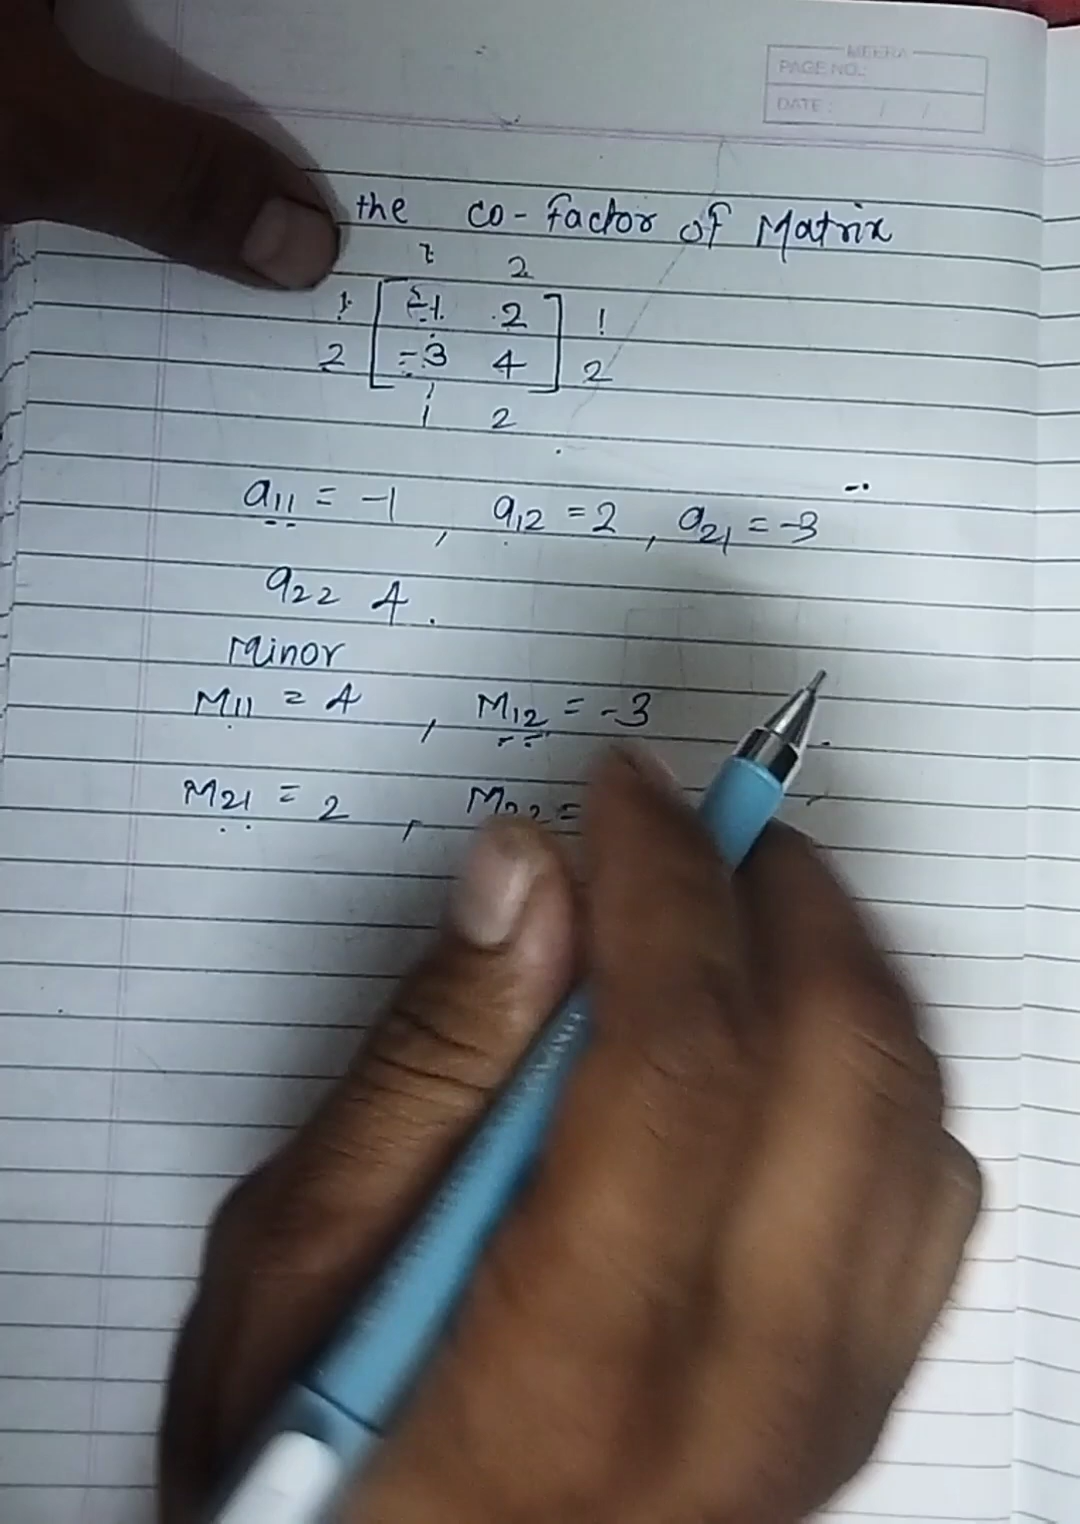 MEERA
PAGE NO.:
DATE: / /
the co-factor of Matrix
1 2
1 [ -1 2 ] 1
2 [ -3 4 ] 2
1 2
a11 = -1, a12 = 2, a21 = -3
a22 4.
Minor
M11 = 4, M12 = -3
M21 = 2, M22 =